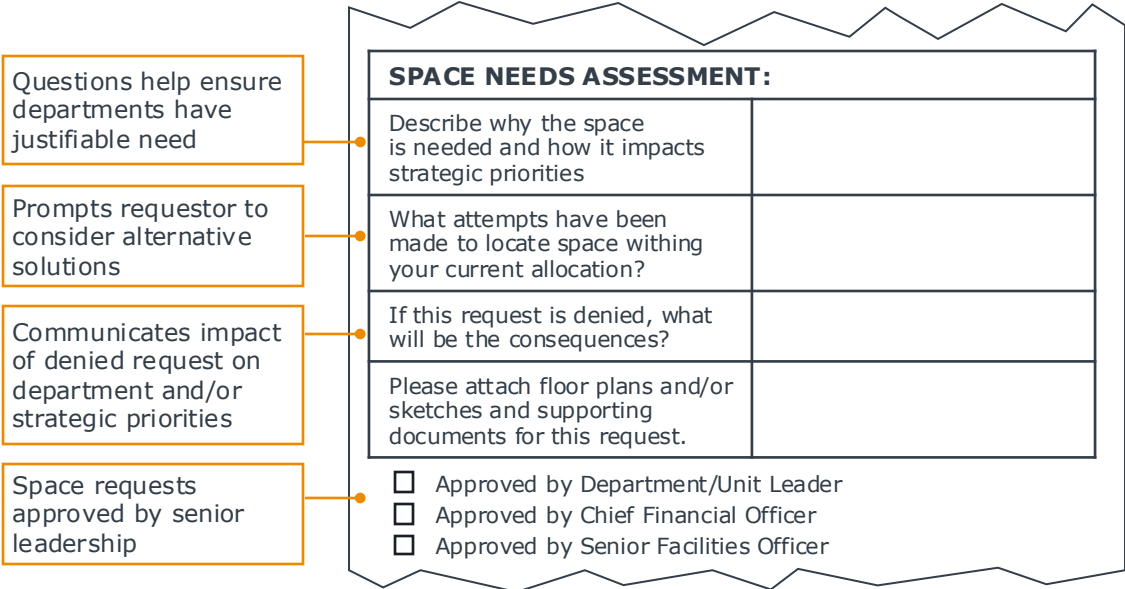 Questions help ensure
departments have
justifiable need
Prompts requestor to
consider alternative
solutions
Communicates impact
of denied request on
department and/or
strategic priorities
Space requests
approved by senior
leadership
SPACE NEEDS ASSESSMENT:
Describe why the space
is needed and how it impacts
strategic priorities
What attempts have been
made to locate space withing
your current allocation?
If this request is denied, what
will be the consequences?
Please attach floor plans and/or
sketches and supporting
documents for this request.
Approved by Department/Unit Leader
Approved by Chief Financial Officer
Approved by Senior Facilities Officer